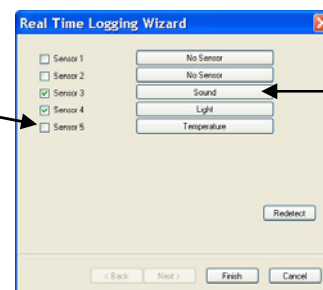 Real Time Logging Wizard
Sensor 1 No Sensor
Sensor 2 No Sensor
Sensor 3 Sound
Sensor 4 Light
Sensor 5 Temperature
Redetect
< Back Next > Finish Cancel